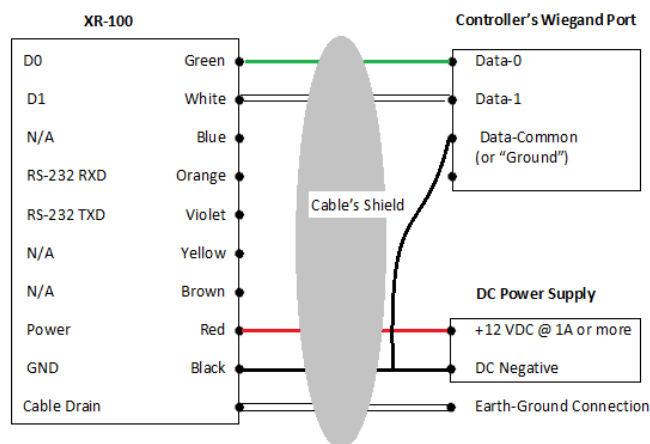 XR-100 Controller's Wiegand Port
D0 Green Data-0
D1 White Data-1
N/A Blue Data-Common
(or “Ground”)
RS-232 RXD Orange
Cable's Shield
RS-232 TXD Violet
N/A Yellow
N/A Brown DC Power Supply
Power Red +12 VDC @ 1A or more
GND Black DC Negative
Cable Drain Earth-Ground Connection